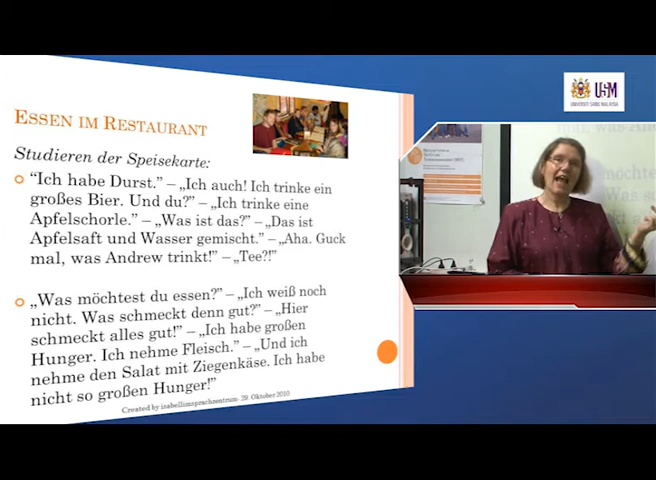 ESSEN IM RESTAURANT
Studieren der Speisekarte:
“Ich habe Durst.” – „Ich auch! Ich trinke ein
großes Bier. Und du?” – „Ich trinke eine
Apfelschorle.” – „Was ist das?” – „Das ist
Apfelsaft und Wasser gemischt.” – „Aha. Guck
mal, was Andrew trinkt!” – „Tee?!”
„Was möchtest du essen?” – „Ich weiß noch
nicht. Was schmeckt denn gut?” – „Hier
schmeckt alles gut!” – „Ich habe großen
Hunger. Ich nehme Fleisch.” – „Und ich
nehme den Salat mit Ziegenkäse. Ich habe
nicht so großen Hunger!”
Created by isabellimsprachzentrum 29. Oktober 2010
USM
UNIVERSITI SAINS MALAYSIA